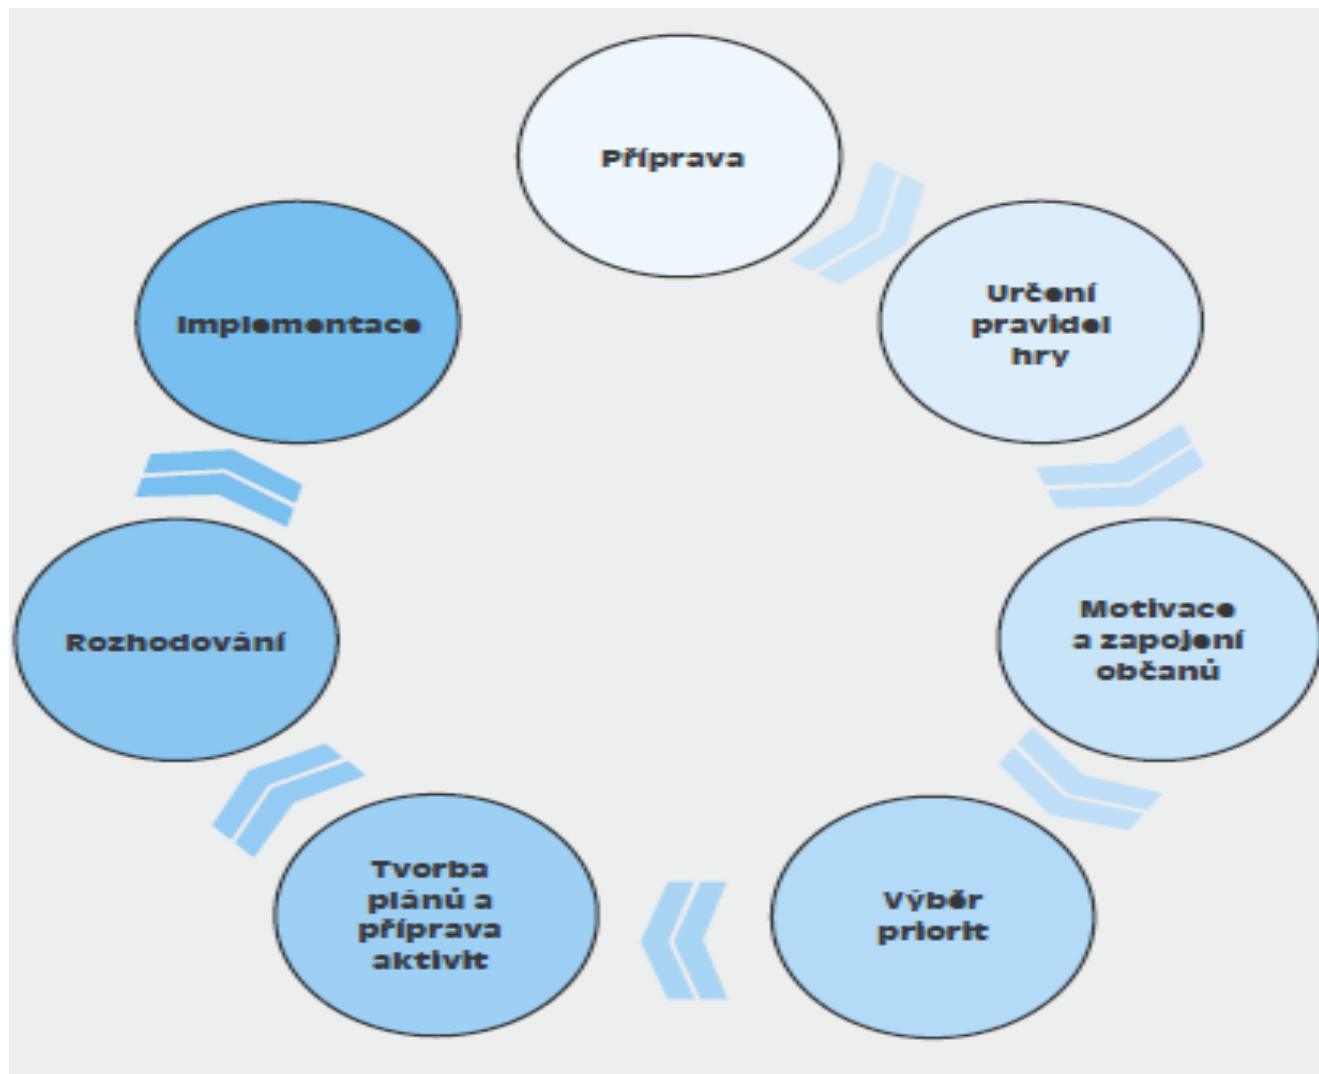 Příprava
Určení
pravidel
hry
Motivace
a zapojení
občanů
Výběr
priorit
Tvorba
plánů a
příprava
aktivit
Rozhodování
Implementace